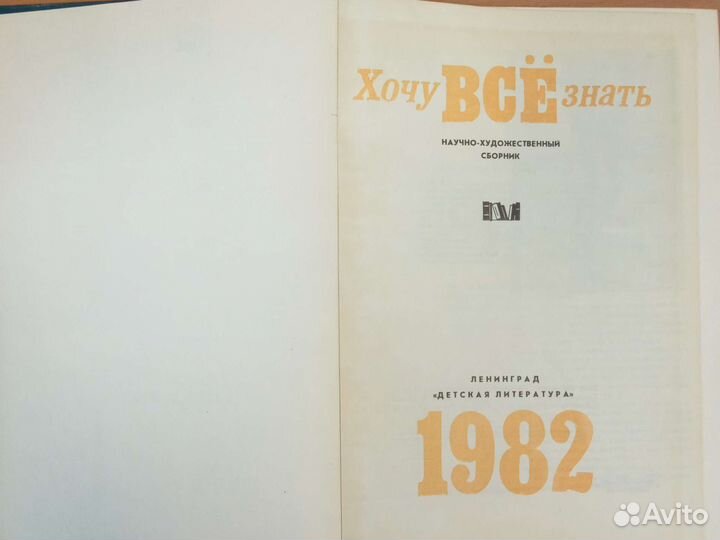 Хочу ВСЁ знать
НАУЧНО-ХУДОЖЕСТВЕННЫЙ
СБОРНИК
ЛЕНИНГРАД
«ДЕТСКАЯ ЛИТЕРАТУРА»
1982
Avito